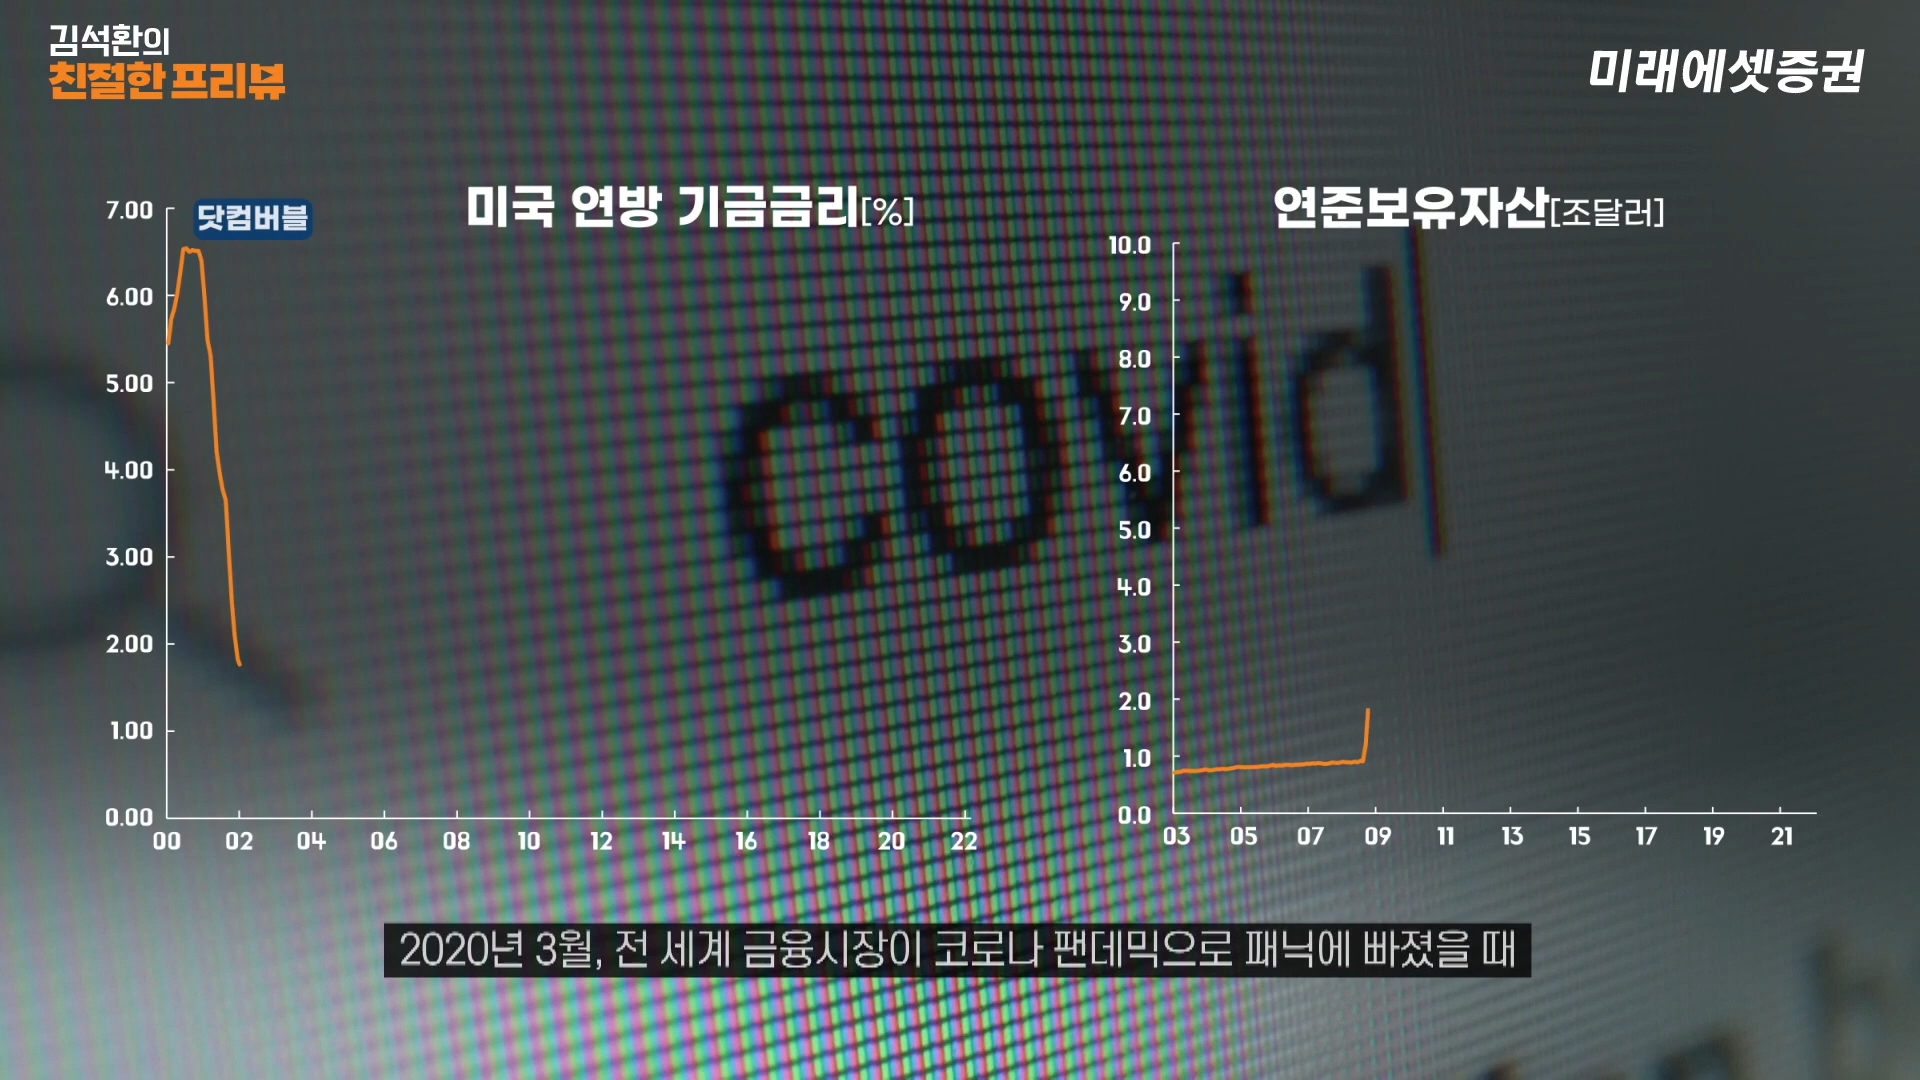 김석환의
친절한 프리뷰
미래에셋증권
미국 연방 기금금리[%]
닷컴버블
7.00
6.00
5.00
4.00
3.00
2.00
1.00
0.00
00 02 04 06 08 10 12 14 16 18 20 22
연준보유자산[조달러]
10.0
9.0
8.0
7.0
6.0
5.0
4.0
3.0
2.0
1.0
0.0
03 05 07 09 11 13 15 17 19 21
covid
2020년 3월, 전 세계 금융시장이 코로나 팬데믹으로 패닉에 빠졌을 때